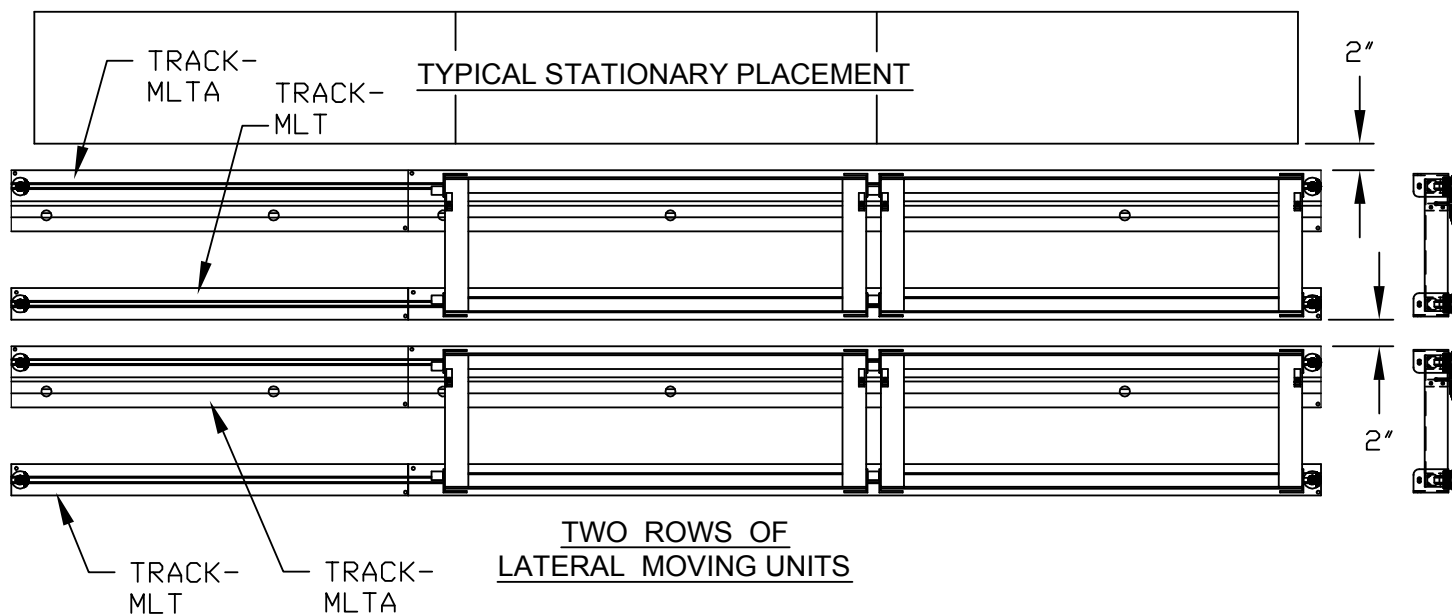 TRACK-
MLTA
TRACK-
MLT
TYPICAL STATIONARY PLACEMENT
2"
2"
TWO ROWS OF
LATERAL MOVING UNITS
TRACK-
MLT
TRACK-
MLTA